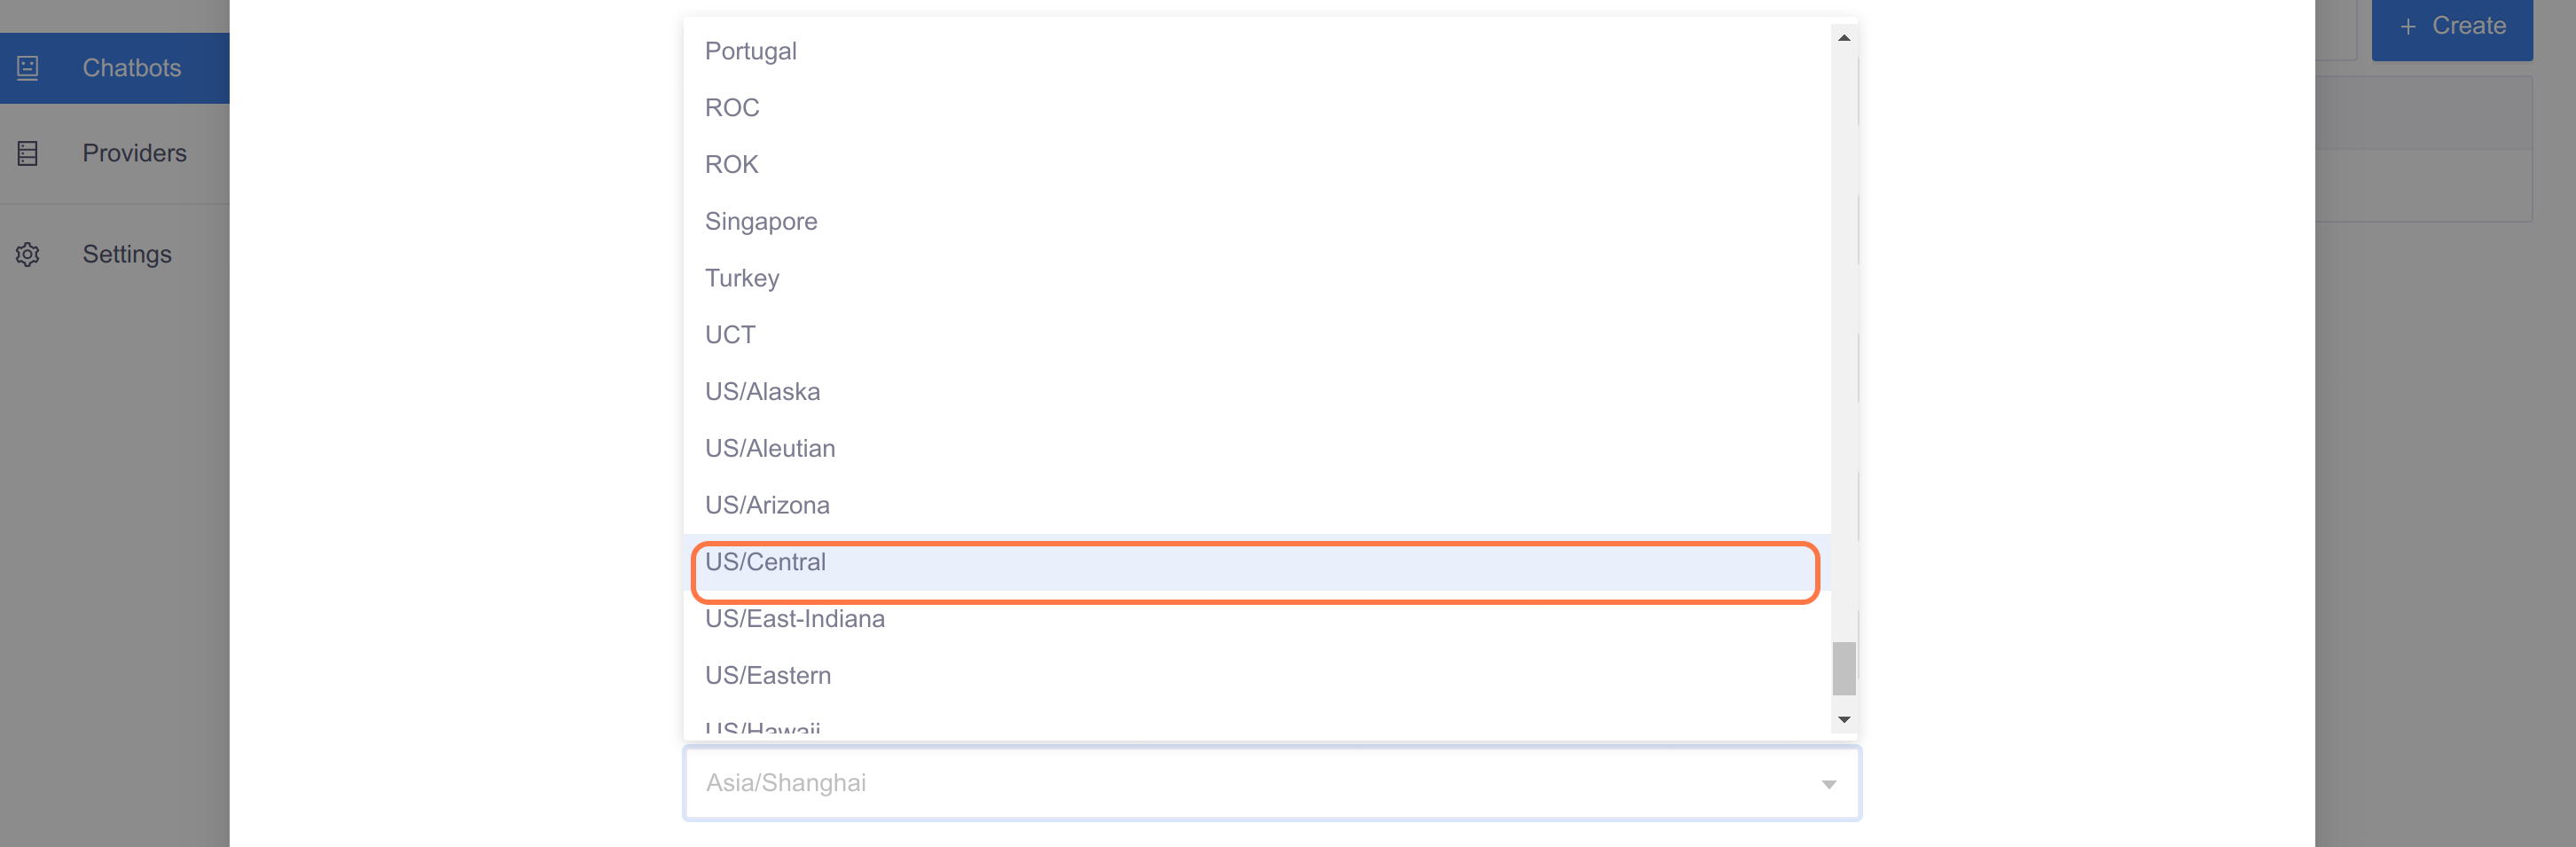 Chatbots
Providers
Settings
Create
Portugal
ROC
ROK
Singapore
Turkey
UCT
US/Alaska
US/Aleutian
US/Arizona
US/Central
US/East-Indiana
US/Eastern
US/Hawaii
Asia/Shanghai